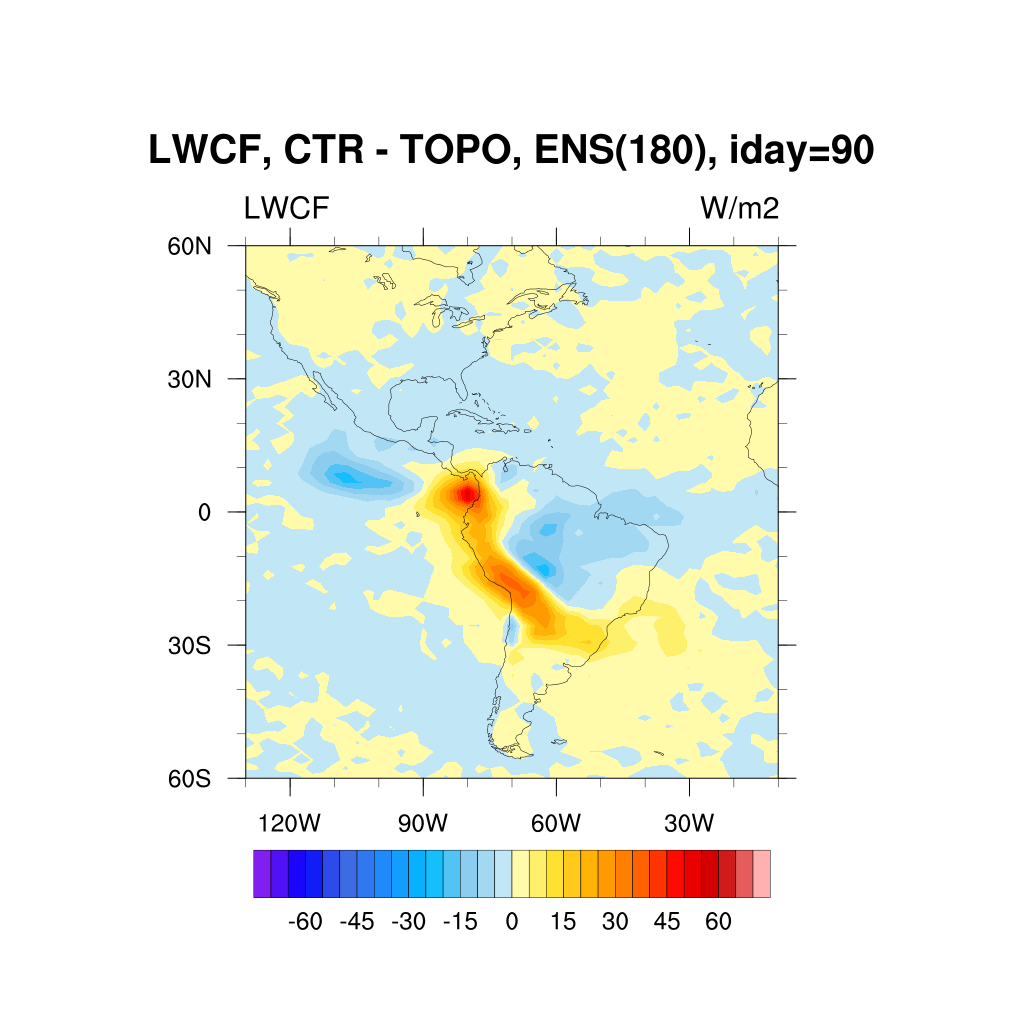 LWCF, CTR - TOPO, ENS(180), iday=90
LWCF W/m2
60N
30N
0
30S
60S
120W 90W 60W 30W
-60 -45 -30 -15 0 15 30 45 60